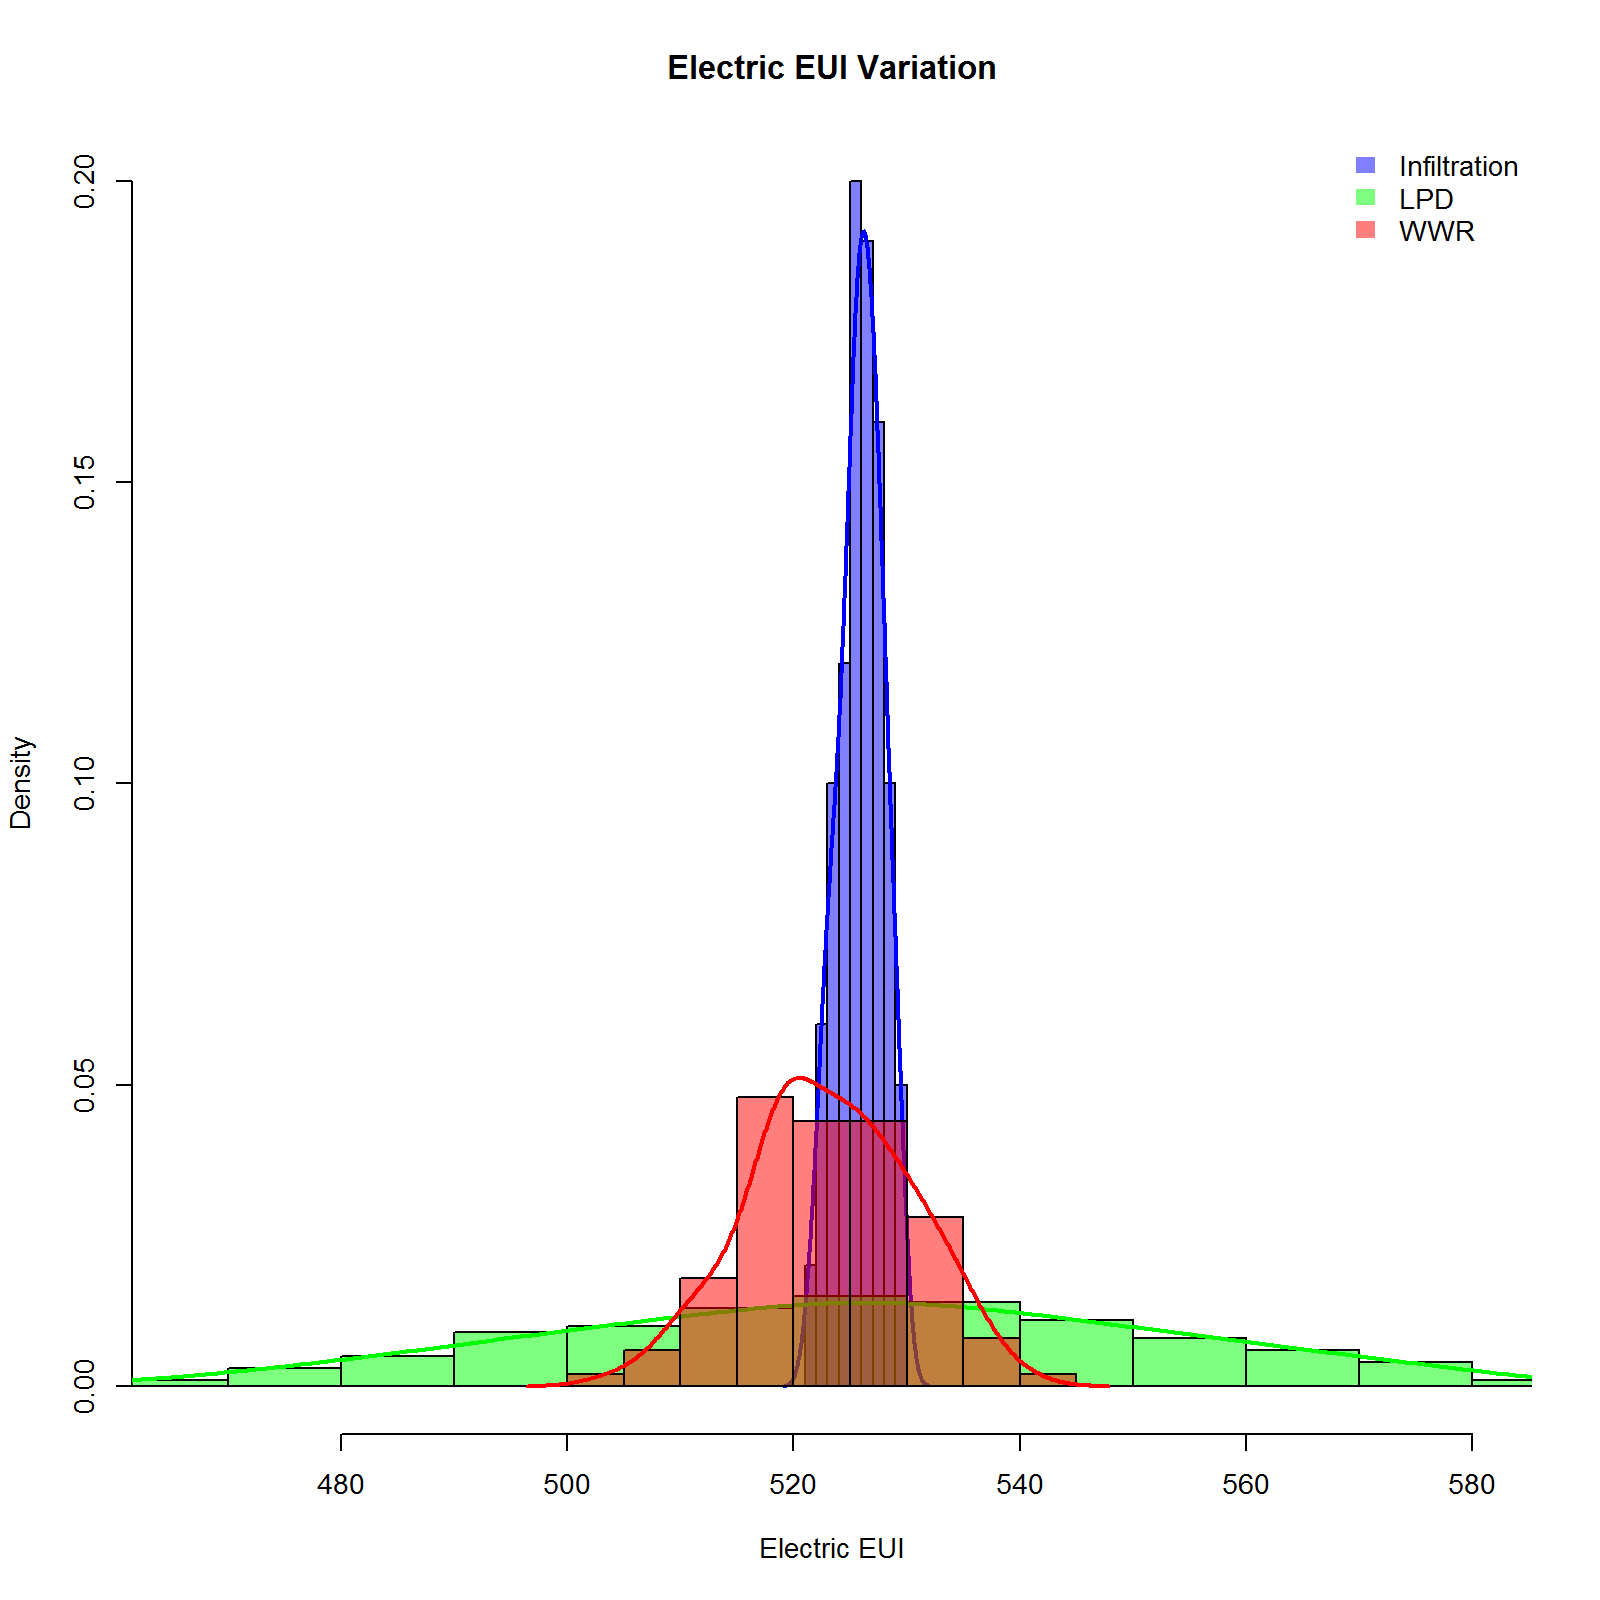 Electric EUI Variation
Infiltration
LPD
WWR
0.20
0.15
0.10
0.05
0.00
Density
480 500 520 540 560 580
Electric EUI